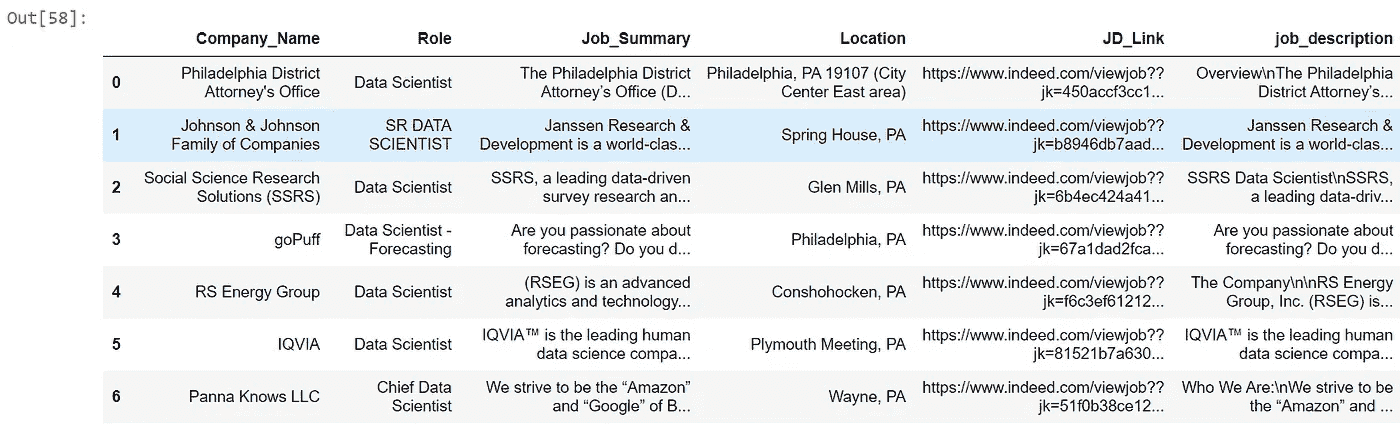 Out[58]:
Company_Name Role Job_Summary Location JD_Link job_description
0 Philadelphia District Attorney's Office Data Scientist The Philadelphia District Attorney's Office (D... Philadelphia, PA 19107 (City Center East area) https://www.indeed.com/viewjob??jk=450accf3cc1... Overview\nThe Philadelphia District Attorney's...
1 Johnson & Johnson Family of Companies SR DATA SCIENTIST Janssen Research & Development is a world-clas... Spring House, PA https://www.indeed.com/viewjob??jk=b8946db7aad... Janssen Research & Development is a world-clas...
2 Social Science Research Solutions (SSRS) Data Scientist SSRS, a leading data-driven survey research an... Glen Mills, PA https://www.indeed.com/viewjob??jk=6b4ec424a41... SSRS Data Scientist\nSSRS, a leading data-driv...
3 goPuff Data Scientist - Forecasting Are you passionate about forecasting? Do you d... Philadelphia, PA https://www.indeed.com/viewjob??jk=67a1dad2fca... Are you passionate about forecasting? Do you d...
4 RS Energy Group Data Scientist (RSEG) is an advanced analytics and technology... Conshohocken, PA https://www.indeed.com/viewjob??jk=f6c3ef61212... The Company\n\nRS Energy Group, Inc. (RSEG) is...
5 IQVIA Data Scientist IQVIA™ is the leading human data science compa... Plymouth Meeting, PA https://www.indeed.com/viewjob??jk=81521b7a630... IQVIA™ is the leading human data science compa...
6 Panna Knows LLC Chief Data Scientist We strive to be the “Amazon” and “Google” of B... Wayne, PA https://www.indeed.com/viewjob??jk=51f0b38ce12... Who We Are:\nWe strive to be the “Amazon” and ...